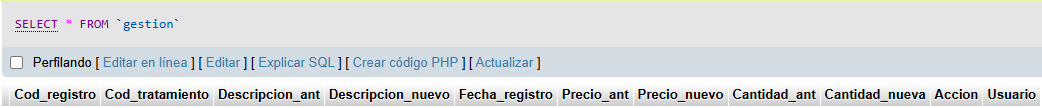 SELECT * FROM `gestion`
Perfilando [ Editar en línea ] [ Editar ] [ Explicar SQL ] [ Crear código PHP ] [ Actualizar ]
Cod_registro Cod_tratamiento Descripcion_ant Descripcion_nuevo Fecha_registro Precio_ant Precio_nuevo Cantidad_ant Cantidad_nueva Accion Usuario